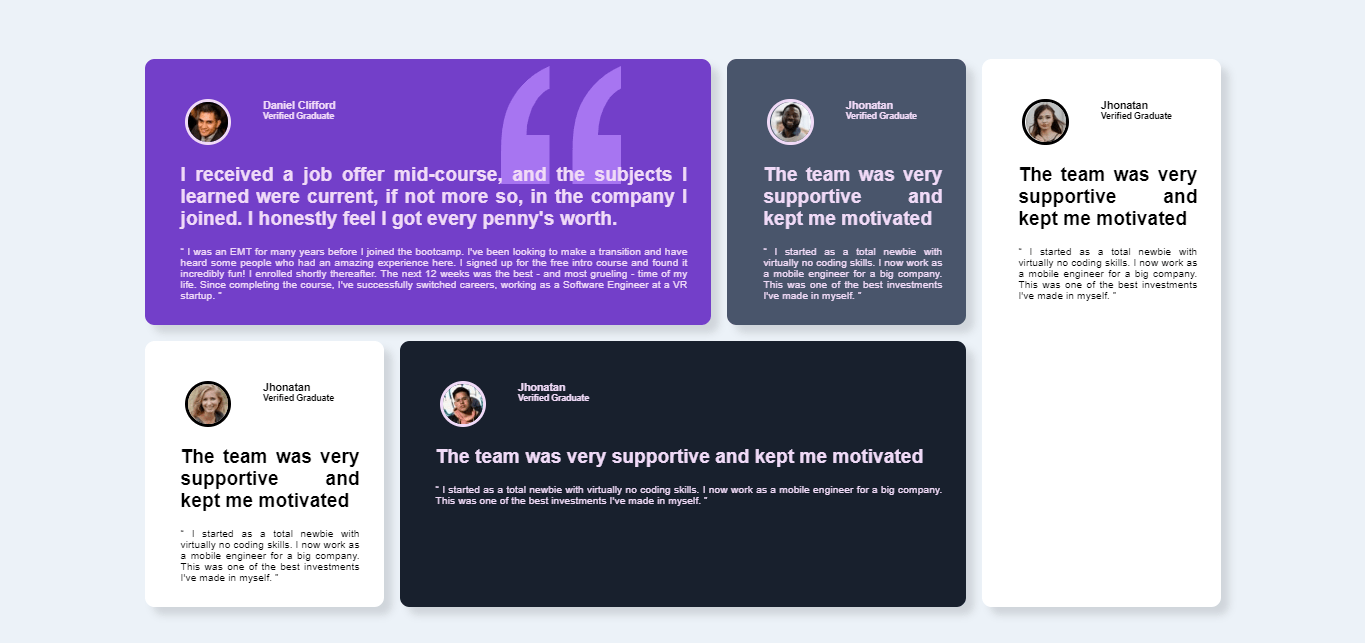 Daniel Clifford
Verified Graduate
I received a job offer mid-course, and the subjects I
learned were current, if not more so, in the company I
joined. I honestly feel I got every penny's worth.
“ I was an EMT for many years before I joined the bootcamp. I've been looking to make a transition and have
heard some people who had an amazing experience here. I signed up for the free intro course and found it
incredibly fun! I enrolled shortly thereafter. The next 12 weeks was the best - and most grueling - time of my
life. Since completing the course, I've successfully switched careers, working as a Software Engineer at a VR
startup. ”
Jhonatan
Verified Graduate
The team was very
supportive and
kept me motivated
“ I started as a total newbie with
virtually no coding skills. I now work as
a mobile engineer for a big company.
This was one of the best investments
I've made in myself. ”
Jhonatan
Verified Graduate
The team was very
supportive and
kept me motivated
“ I started as a total newbie with
virtually no coding skills. I now work as
a mobile engineer for a big company.
This was one of the best investments
I've made in myself. ”
Jhonatan
Verified Graduate
The team was very
supportive and
kept me motivated
“ I started as a total newbie with
virtually no coding skills. I now work as
a mobile engineer for a big company.
This was one of the best investments
I've made in myself. ”
Jhonatan
Verified Graduate
The team was very supportive and kept me motivated
“ I started as a total newbie with virtually no coding skills. I now work as a mobile engineer for a big company.
This was one of the best investments I've made in myself. ”